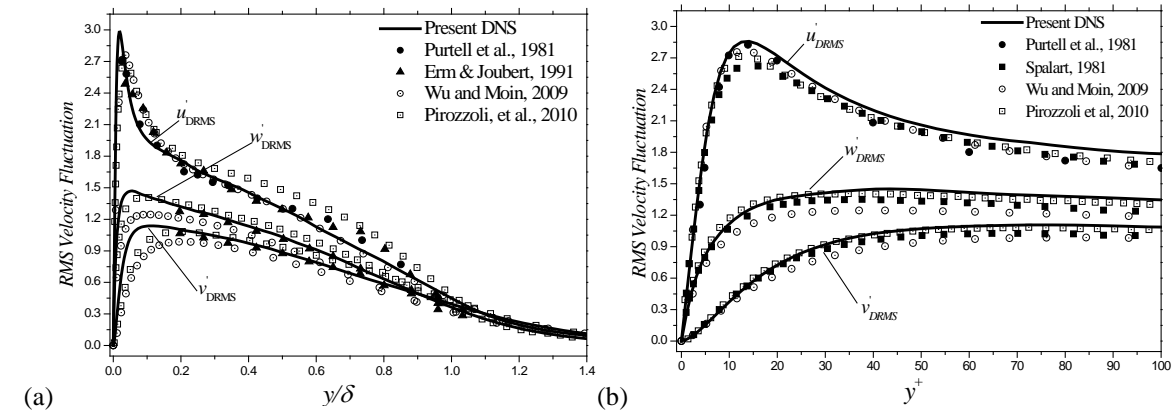 (a)
RMS Velocity Fluctuation
3.0
2.7
2.4
2.1
1.8
1.5
1.2
0.9
0.6
0.3
0.0
Present DNS
Purtell et al., 1981
Erm & Joubert, 1991
Wu and Moin, 2009
Pirozzoli, et al., 2010
u'DRMS
w'DRMS
v'DRMS
0.0 0.2 0.4 0.6 0.8 1.0 1.2 1.4
y/δ
(b)
RMS Velocity Fluctuation
3.0
2.7
2.4
2.1
1.8
1.5
1.2
0.9
0.6
0.3
0.0
Present DNS
Purtell et al., 1981
Spalart, 1981
Wu and Moin, 2009
Pirozzoli et al., 2010
u'DRMS
w'DRMS
v'DRMS
0 10 20 30 40 50 60 70 80 90 100
y+